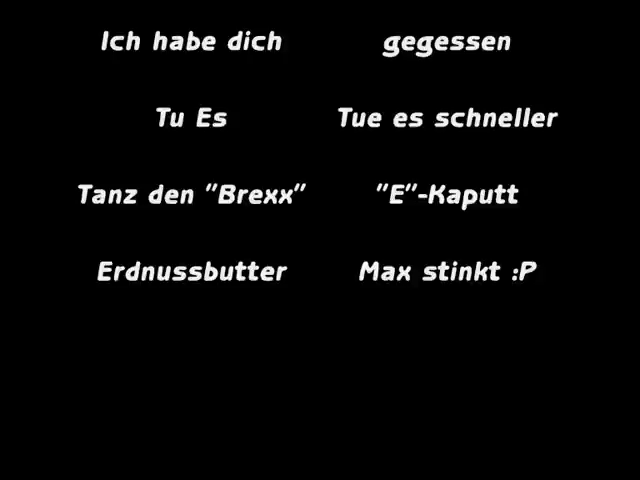 Ich habe dich gegessen
Tu Es Tue es schneller
Tanz den "Brexx" "E"-Kaputt
Erdnussbutter Max stinkt :P